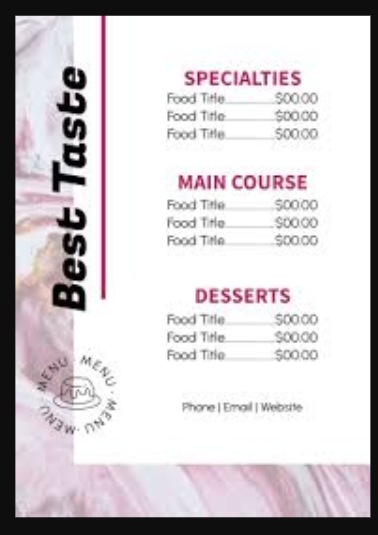 Best Taste
SPECIALTIES
Food Title............$00.00
Food Title............$00.00
Food Title............$00.00
MAIN COURSE
Food Title............$00.00
Food Title............$00.00
Food Title............$00.00
DESSERTS
Food Title............$00.00
Food Title............$00.00
Food Title............$00.00
Phone | Email | Website
MENU · MENU · MENU · MENU ·